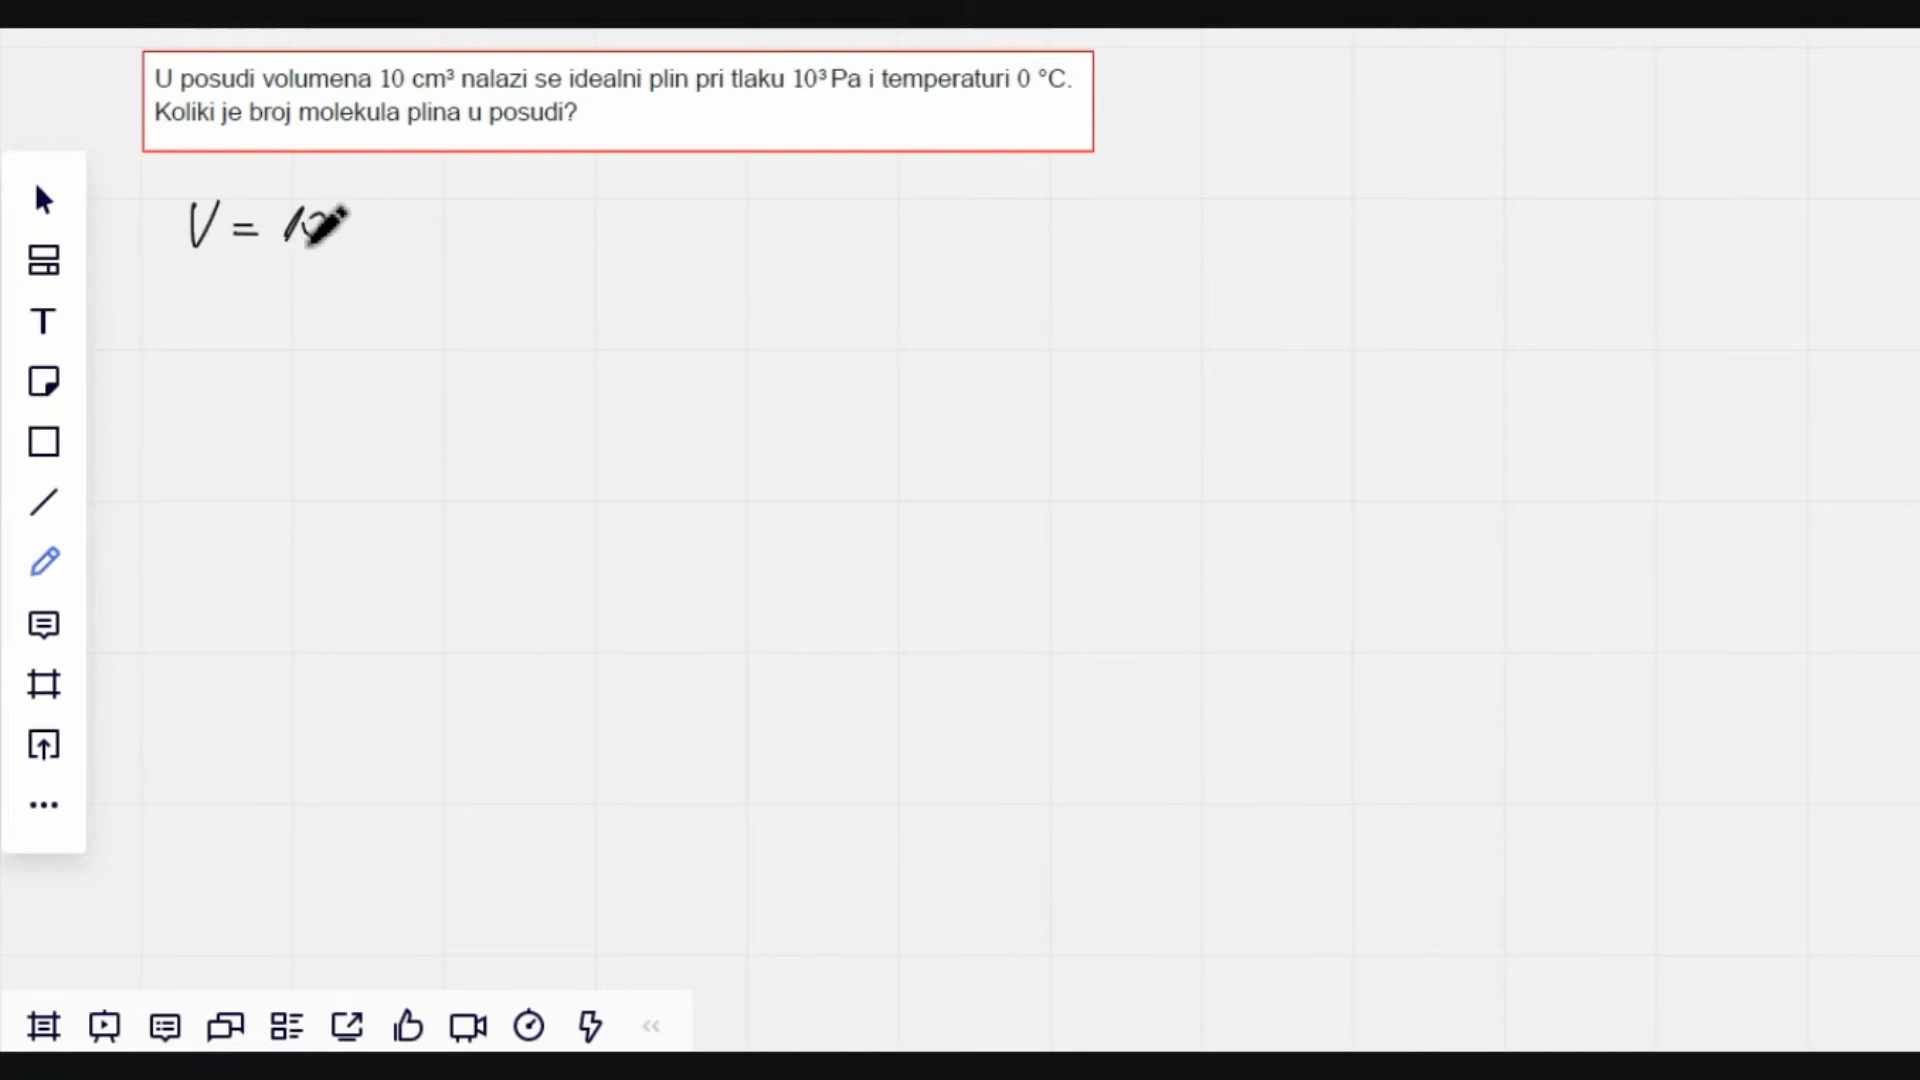 U posudi volumena 10 cm³ nalazi se idealni plin pri tlaku 10³ Pa i temperaturi 0 °C.
Koliki je broj molekula plina u posudi?
V = 10
T